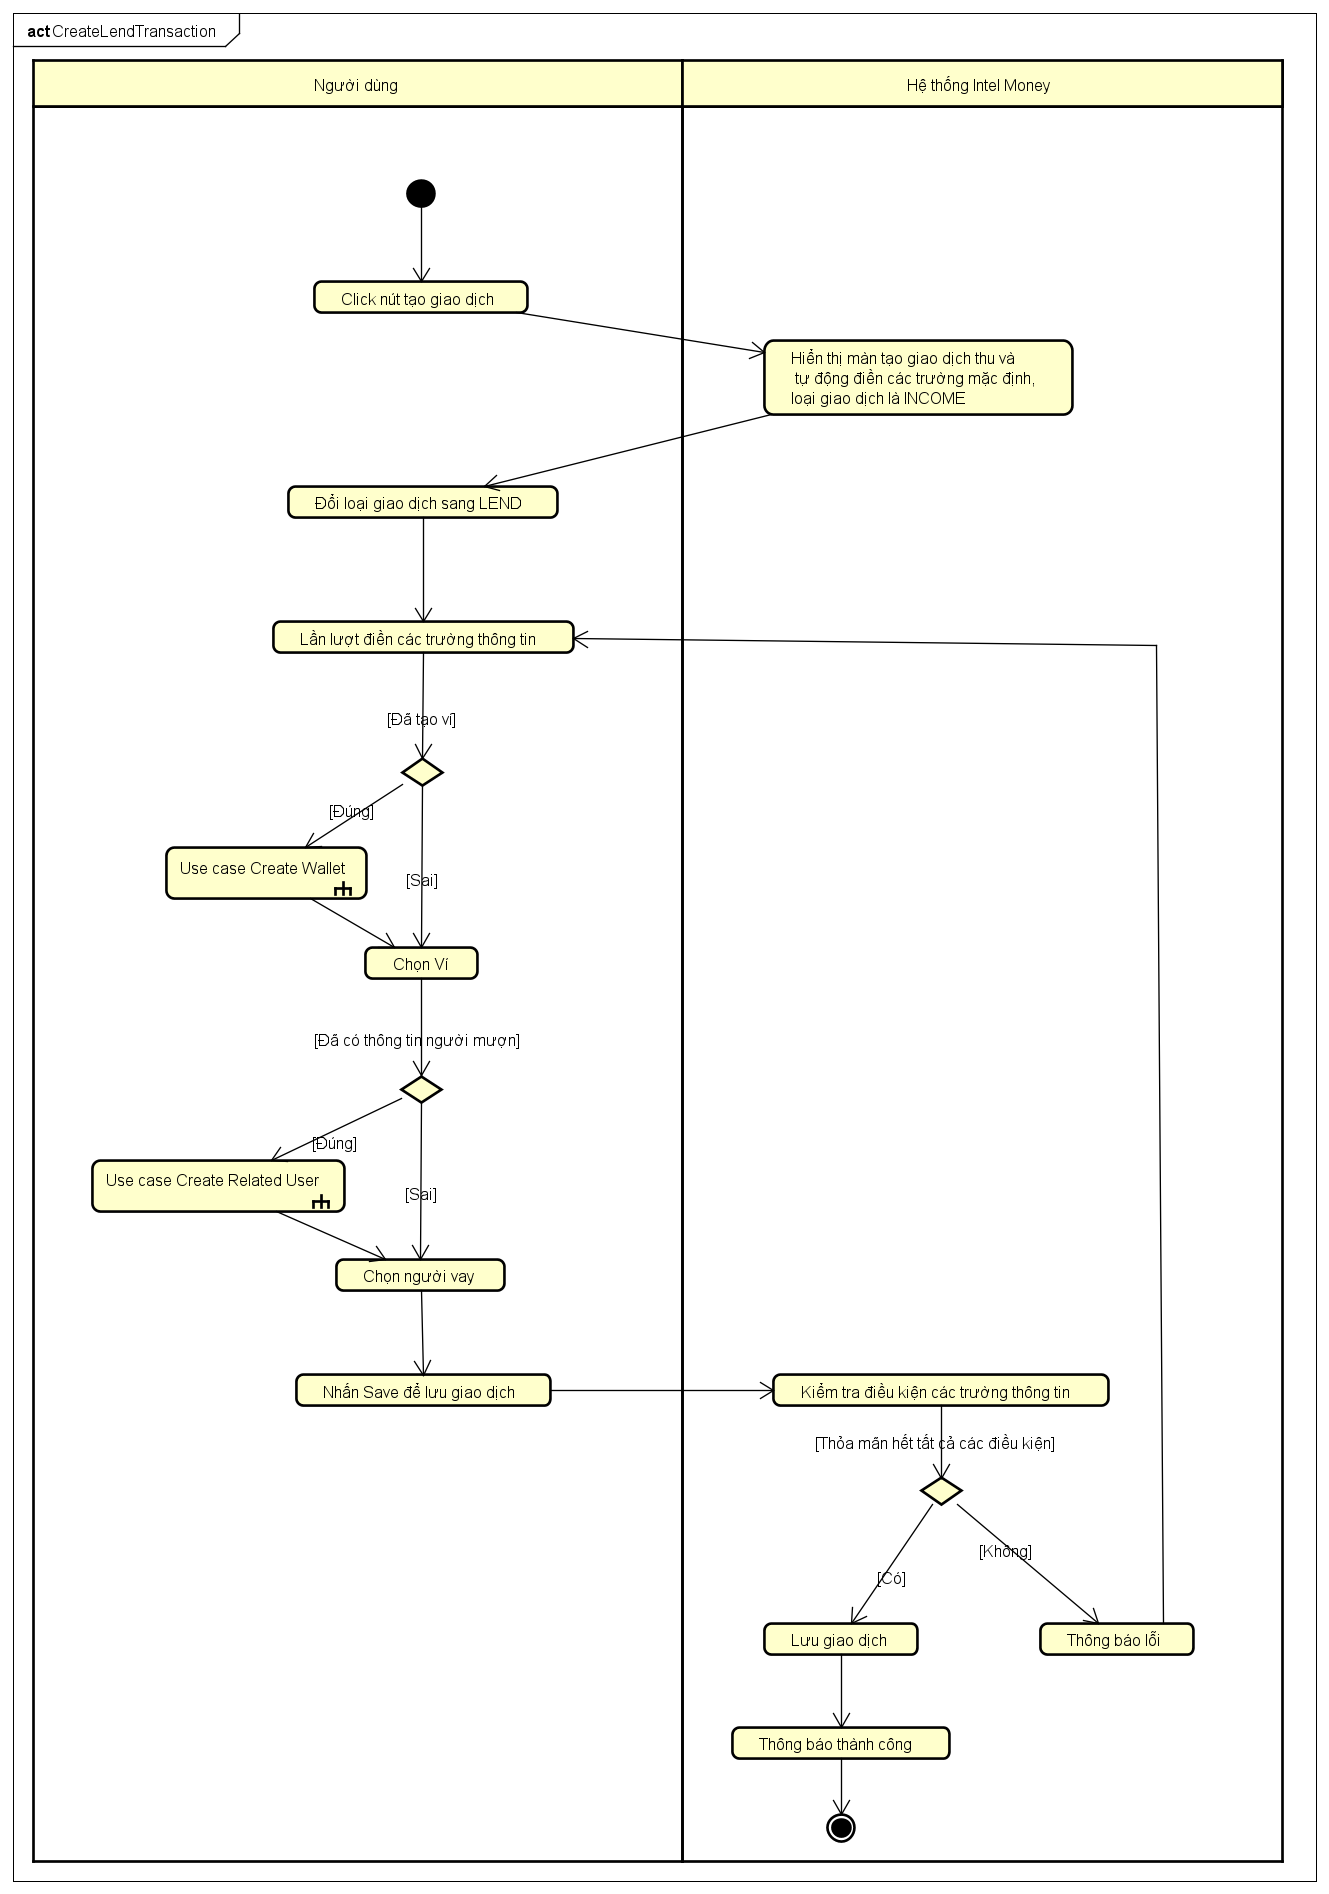 act CreateLendTransaction
Người dùng
Hệ thống Intel Money
Click nút tạo giao dịch
Hiển thị màn tạo giao dịch thu và
tự động điền các trường mặc định,
loại giao dịch là INCOME
Đổi loại giao dịch sang LEND
Lần lượt điền các trường thông tin
[Đã tạo ví]
[Đúng]
Use case Create Wallet
[Sai]
Chọn Ví
[Đã có thông tin người mượn]
[Đúng]
Use case Create Related User
[Sai]
Chọn người vay
Nhấn Save để lưu giao dịch
Kiểm tra điều kiện các trường thông tin
[Thỏa mãn hết tất cả các điều kiện]
[Không]
[Có]
Lưu giao dịch
Thông báo lỗi
Thông báo thành công